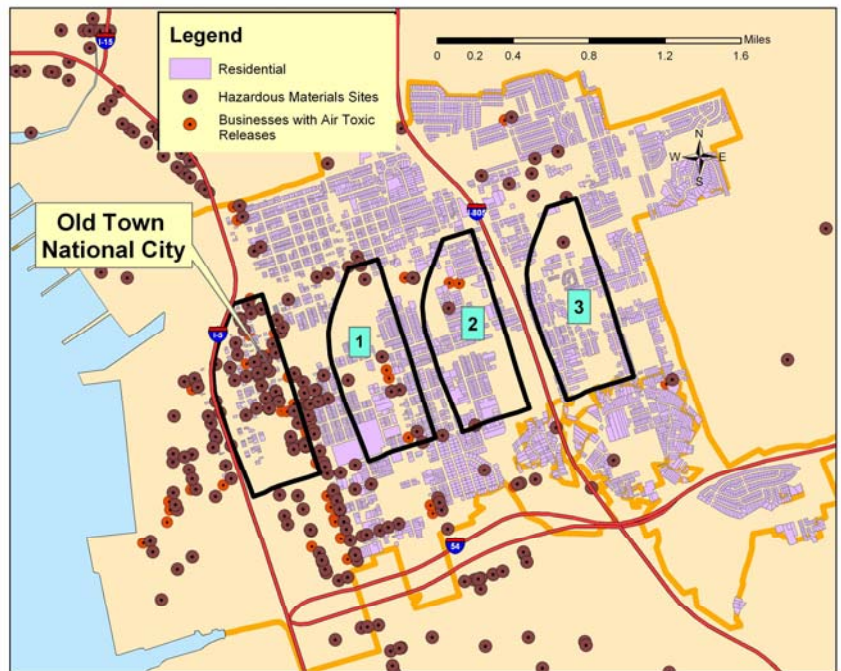 I-15
Legend
Residential
Hazardous Materials Sites
Businesses with Air Toxic
Releases
Miles
0 0.2 0.4 0.8 1.2 1.6
N
W E
S
I-805
Old Town
National City
I-5
1
2
3
54